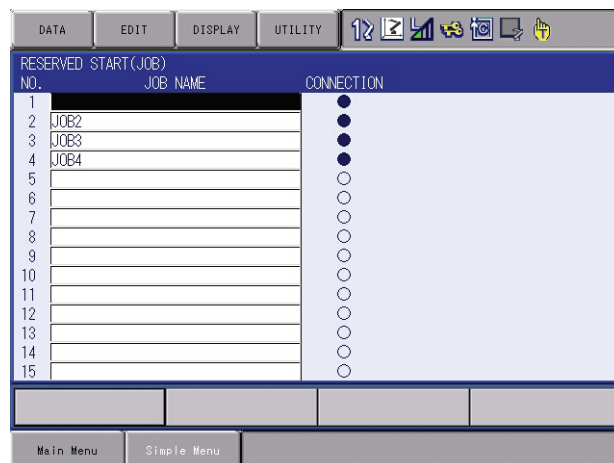 DATA EDIT DISPLAY UTILITY
RESERVED START(JOB)
NO. JOB NAME CONNECTION
1
2 JOB2
3 JOB3
4 JOB4
5
6
7
8
9
10
11
12
13
14
15
Main Menu Simple Menu